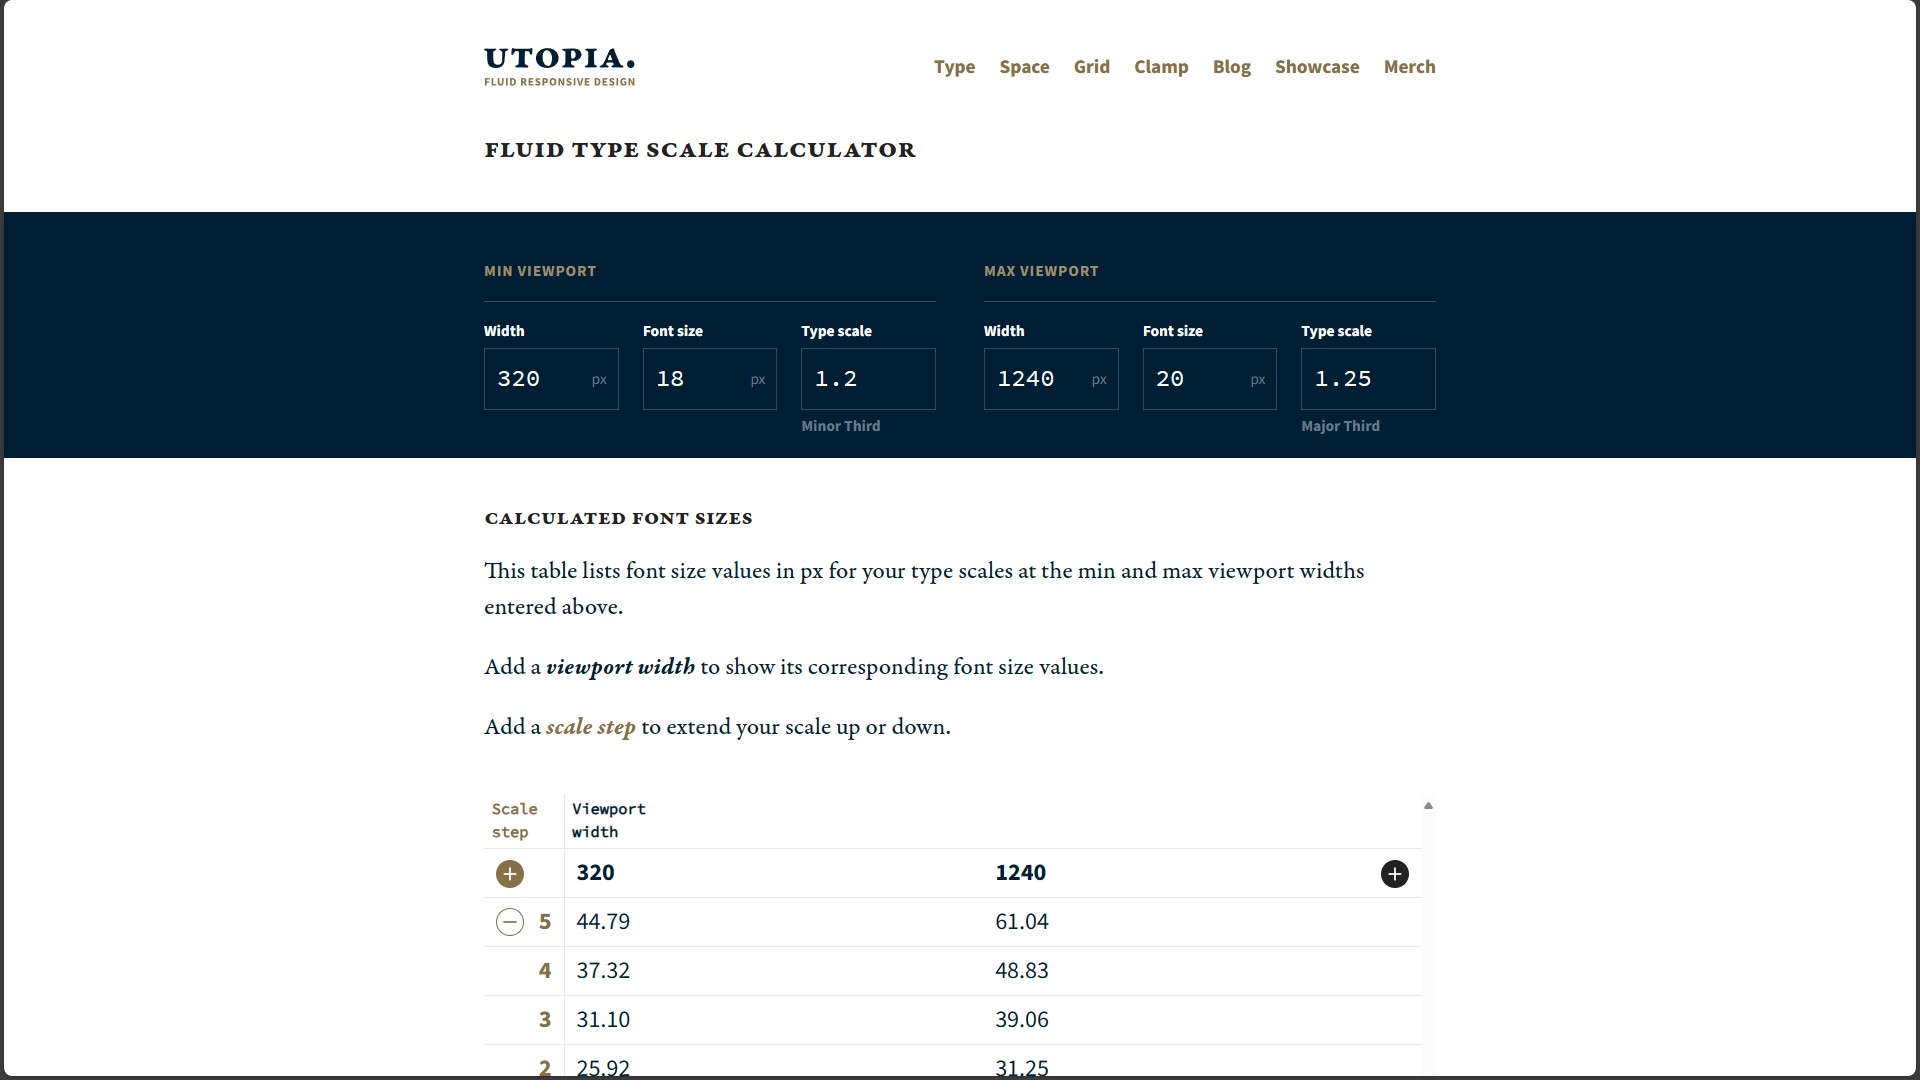 UTOPIA.
FLUID RESPONSIVE DESIGN
Type Space Grid Clamp Blog Showcase Merch
FLUID TYPE SCALE CALCULATOR
MIN VIEWPORT
Width Font size Type scale
320 px 18 px 1.2
Minor Third
MAX VIEWPORT
Width Font size Type scale
1240 px 20 px 1.25
Major Third
CALCULATED FONT SIZES
This table lists font size values in px for your type scales at the min and max viewport widths
entered above.
Add a viewport width to show its corresponding font size values.
Add a scale step to extend your scale up or down.
Scale
step
Viewport
width
320 1240
5 44.79 61.04
4 37.32 48.83
3 31.10 39.06
2 25.92 31.25